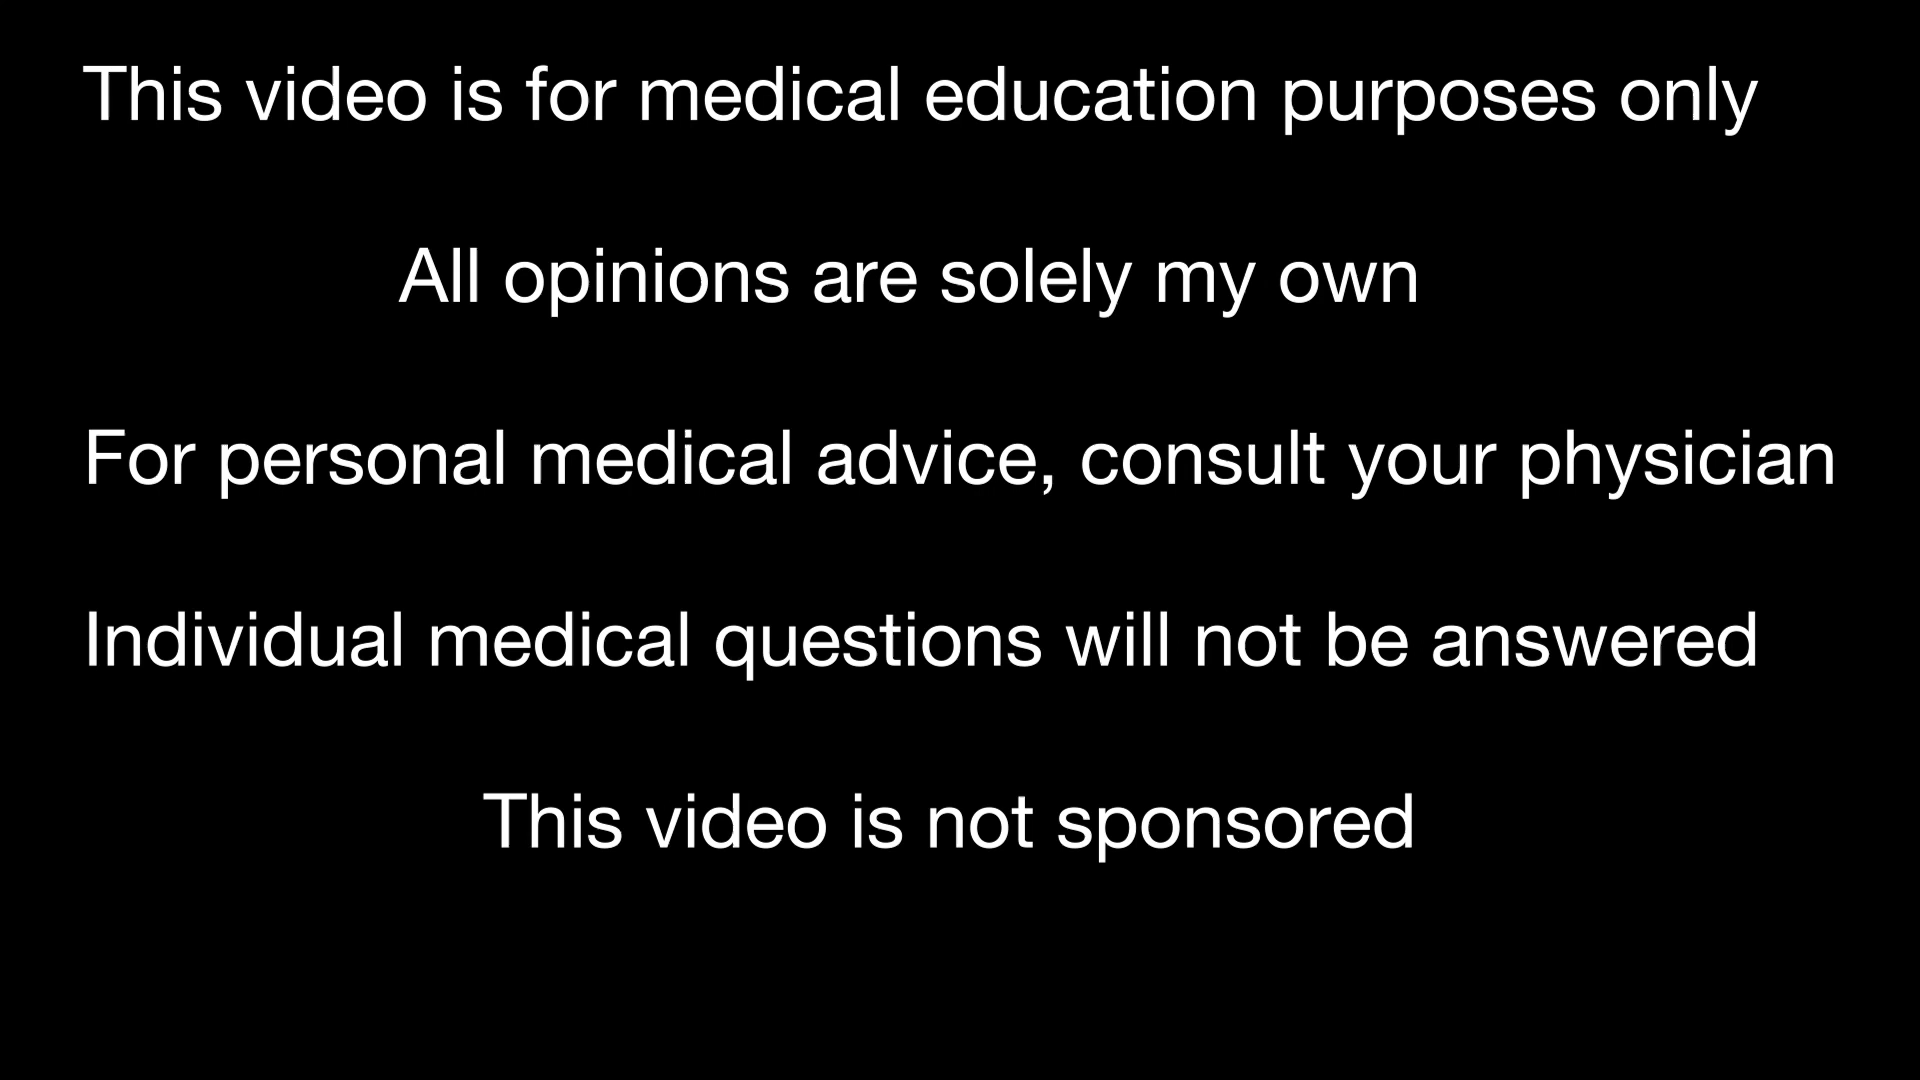 This video is for medical education purposes only
All opinions are solely my own
For personal medical advice, consult your physician
Individual medical questions will not be answered
This video is not sponsored